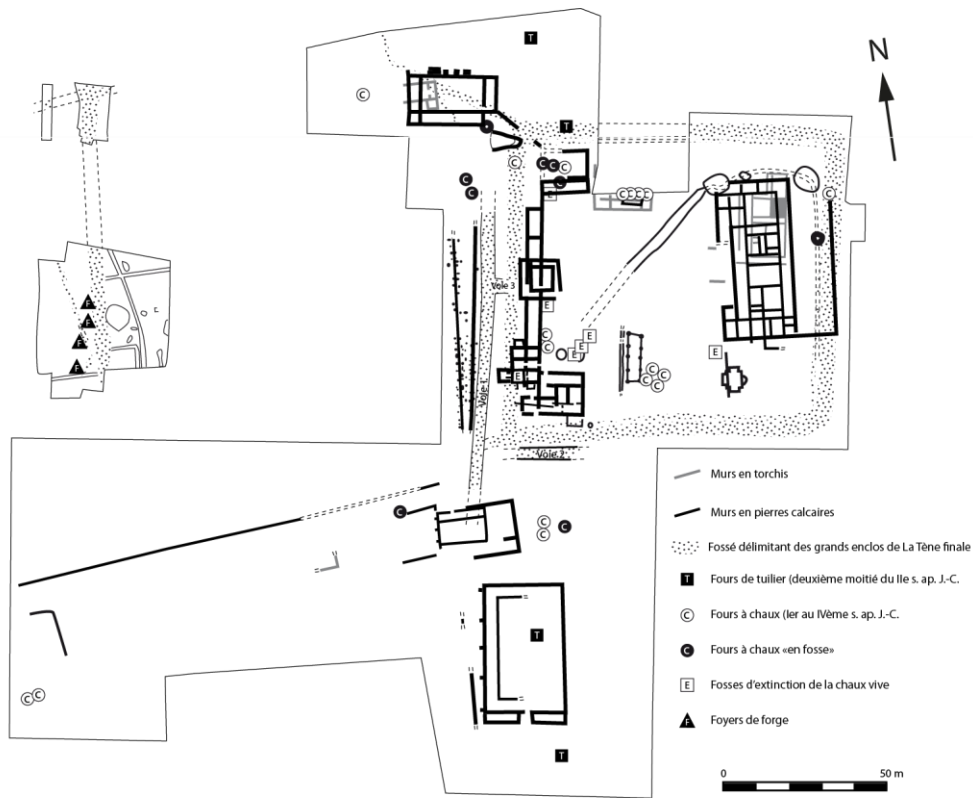 T
N
C
C
T
C
C
C
C
C
C
C
C
E
C C C C
C
Voie 3
E
C
C
E
E
E
E
E
C
C
C
C
F
F
F
F
Voie 1
Voie 2
C
C
C
C
T
T
C C
Murs en torchis
Murs en pierres calcaires
Fossé délimitant des grands enclos de La Tène finale
T Fours de tuilier (deuxième moitié du IIe s. ap. J.-C.
C Fours à chaux (Ier au IVème s. ap. J.-C.
C Fours à chaux «en fosse»
E Fosses d'extinction de la chaux vive
F Foyers de forge
0 50 m